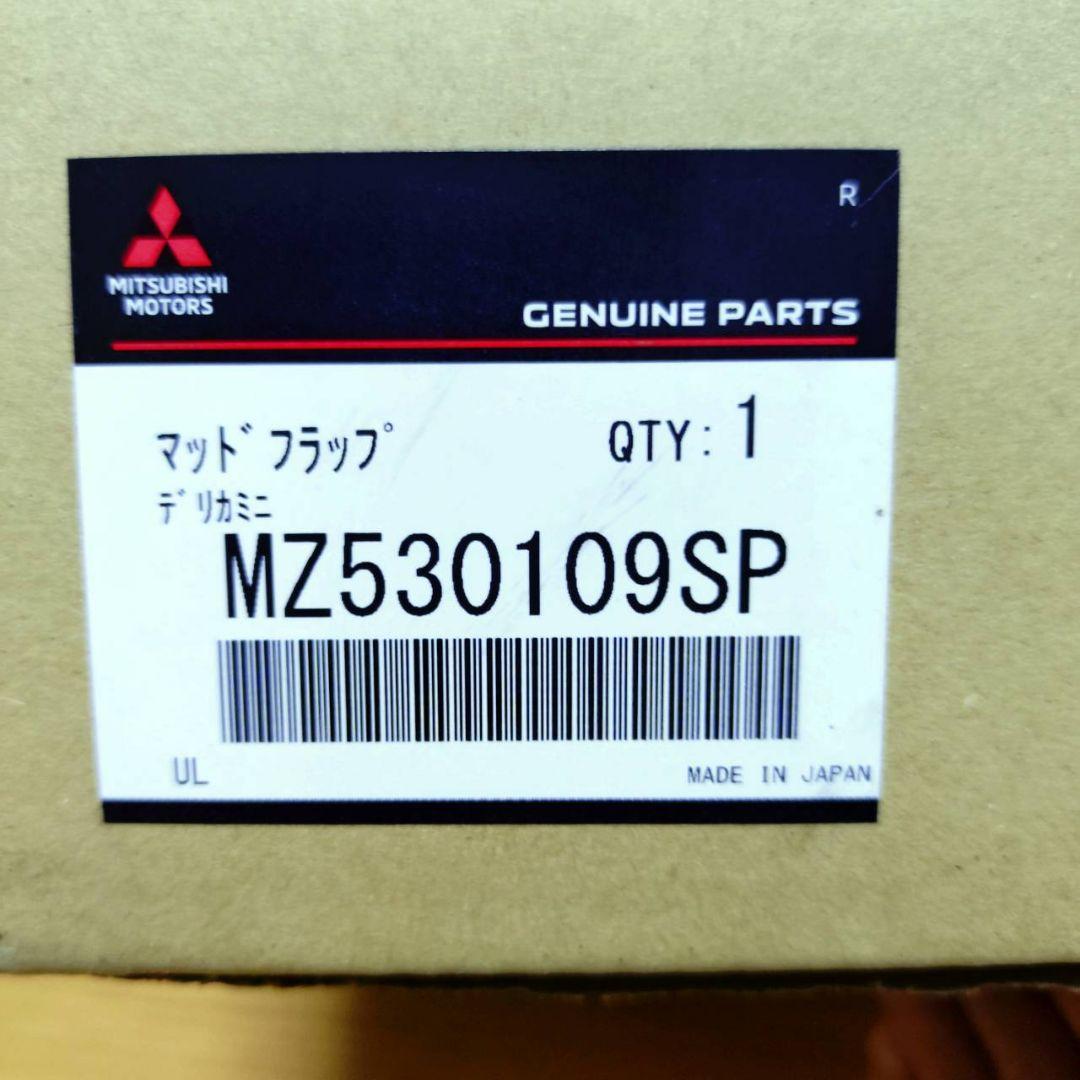 R
MITSUBISHI
MOTORS
GENUINE PARTS
ﾏｯﾄﾞﾌﾗｯﾌﾟ QTY: 1
ﾃﾞﾘｶﾐﾆ
MZ530109SP
UL MADE IN JAPAN